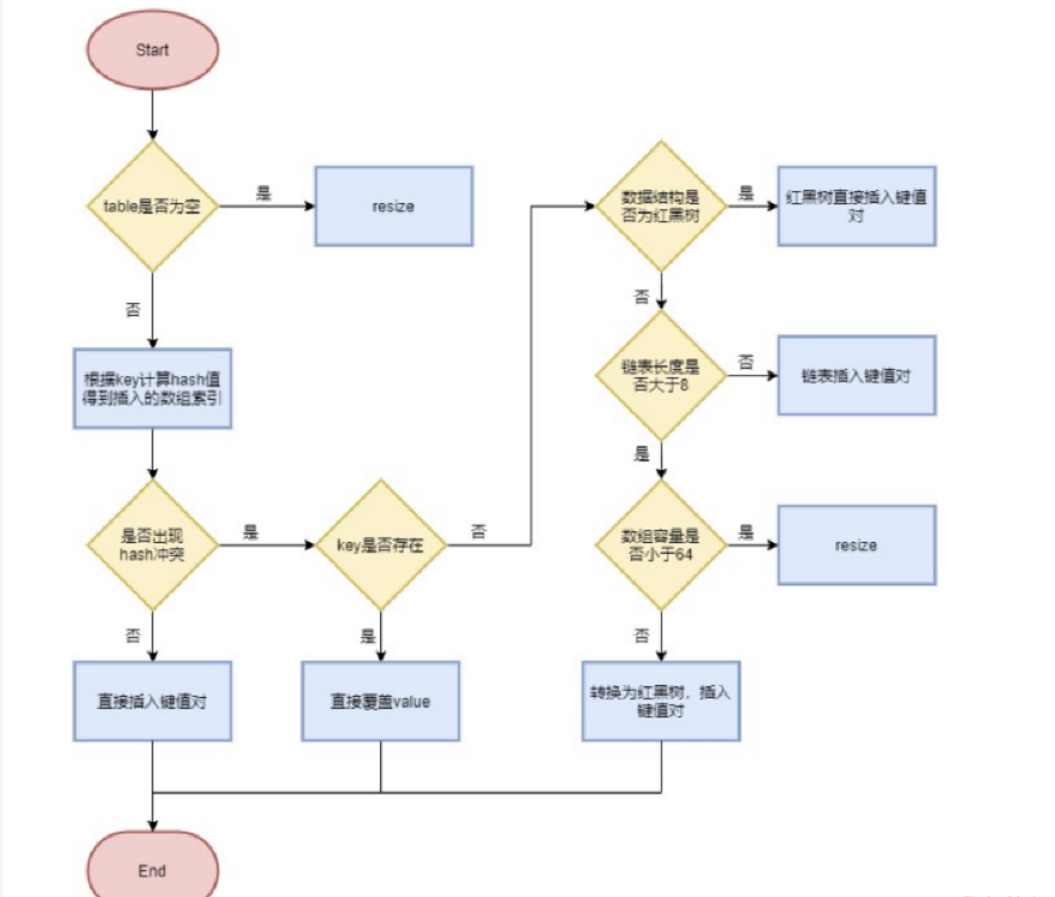 Start
table是否为空
是
resize
否
根据key计算hash值
得到插入的数组索引
是否出现
hash冲突
是
key是否存在
否
否
直接插入键值对
是
直接覆盖value
数据结构是
否为红黑树
是
红黑树直接插入键值
对
否
链表长度是
否大于8
否
链表插入键值对
是
数组容量是
否小于64
是
resize
否
转换为红黑树，插入
键值对
End